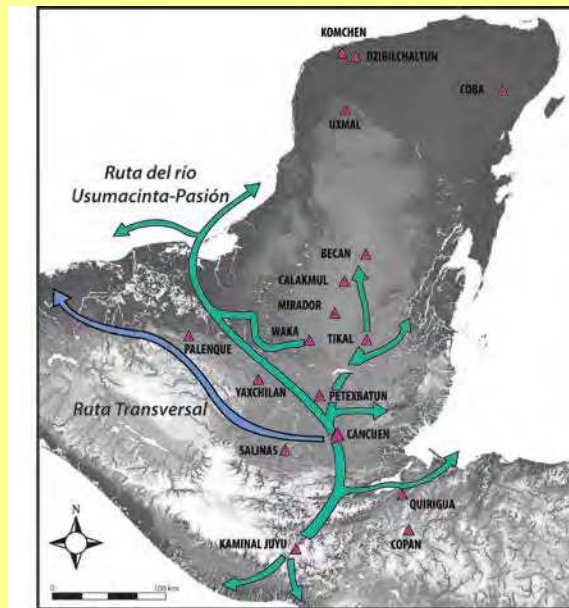 KOMCHEN
DZIBILCHALTUN
COBA
UXMAL
Ruta del río
Usumacinta-Pasión
BECAN
CALAKMUL
MIRADOR
WAKA
TIKAL
PALENQUE
YAXCHILAN
PETEXBATUN
Ruta Transversal
CANCUEN
SALINAS
QUIRIGUA
N
COPAN
KAMINAL JUYU
0
100 km